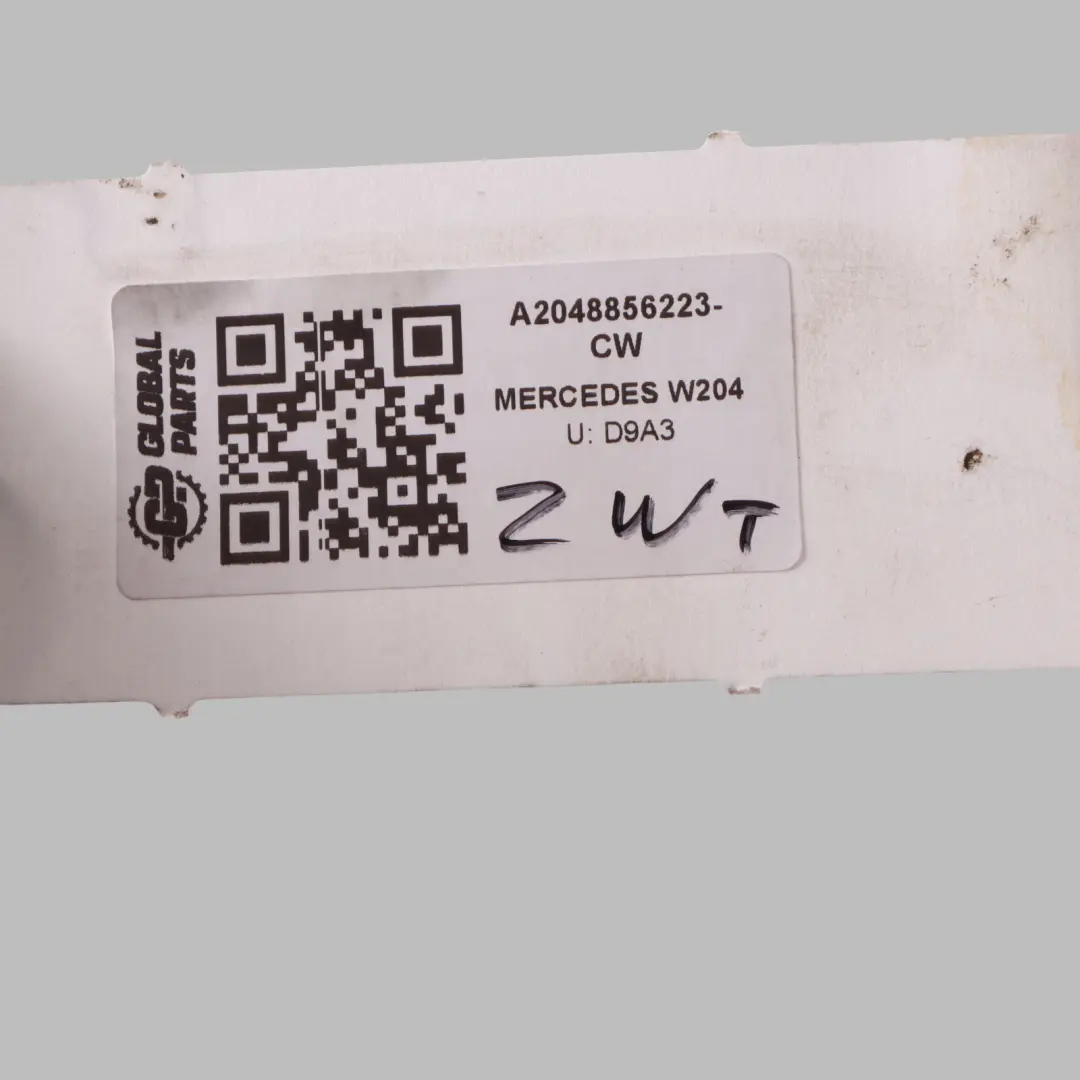 GLOBAL
PARTS
A2048856223-
CW
MERCEDES W204
U: D9A3
ZWT